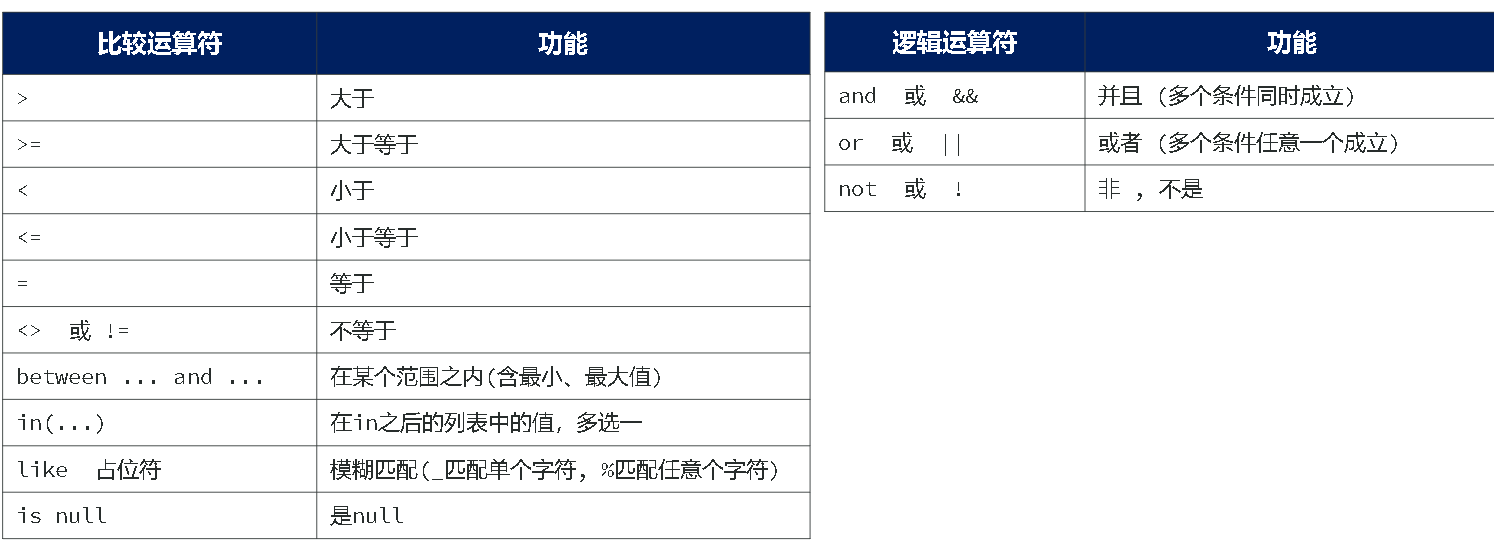 比较运算符 功能
> 大于
>= 大于等于
< 小于
<= 小于等于
= 等于
<> 或 != 不等于
between ... and ... 在某个范围之内(含最小、最大值)
in(...) 在in之后的列表中的值，多选一
like 占位符 模糊匹配(_匹配单个字符, %匹配任意个字符)
is null 是null
逻辑运算符 功能
and 或 && 并且 (多个条件同时成立)
or 或 || 或者 (多个条件任意一个成立)
not 或 ! 非 , 不是